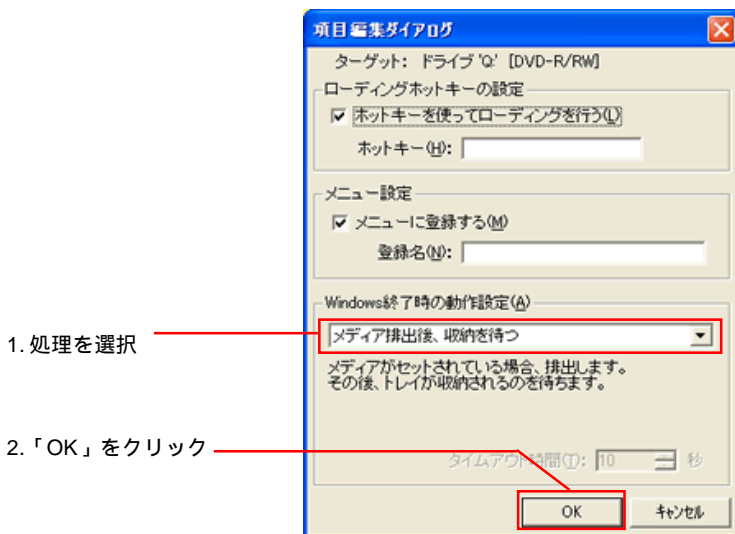 項目編集ダイアログ
ターゲット: ドライブ 'Q' [DVD-R/RW]
ローディングホットキーの設定
ホットキーを使ってローディングを行う(L)
ホットキー(H):
メニュー設定
メニューに登録する(M)
登録名(N):
Windows終了時の動作設定(A)
1. 処理を選択
メディア排出後、収納を待つ
メディアがセットされている場合、排出します。
その後、トレイが収納されるのを待ちます。
2.「OK」をクリック
タイムアウト時間(T): 10 秒
OK キャンセル